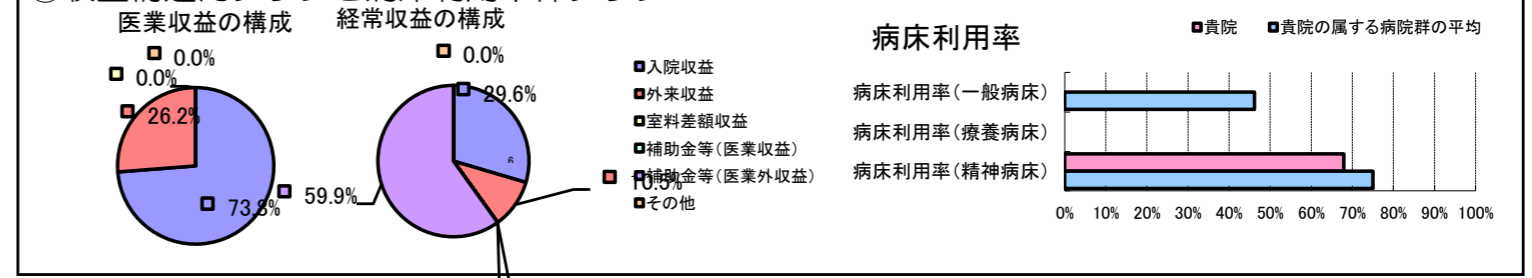 医業収益の構成
0.0%
0.0%
26.2%
73.8%
経常収益の構成
0.0%
29.6%
59.9%
10.5%
入院収益
外来収益
室料差額収益
補助金等(医業収益)
補助金等(医業外収益)
その他
病床利用率
貴院
貴院の属する病院群の平均
病床利用率(一般病床)
病床利用率(療養病床)
病床利用率(精神病床)
0% 10% 20% 30% 40% 50% 60% 70% 80% 90% 100%